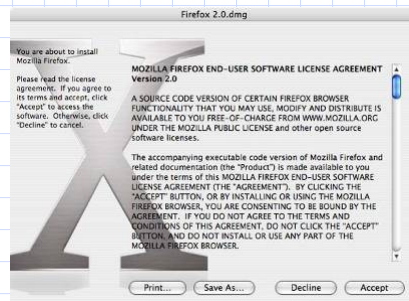 Firefox 2.0.dmg
You are about to install
Mozilla Firefox.
Please read the license
agreement. If you agree to
its terms and accept, click
"Accept" to access the
software. Otherwise, click
"Decline" to cancel.
MOZILLA FIREFOX END-USER SOFTWARE LICENSE AGREEMENT
Version 2.0
A SOURCE CODE VERSION OF CERTAIN FIREFOX BROWSER
FUNCTIONALITY THAT YOU MAY USE, MODIFY AND DISTRIBUTE IS
AVAILABLE TO YOU FREE-OF-CHARGE FROM WWW.MOZILLA.ORG
UNDER THE MOZILLA PUBLIC LICENSE and other open source
software licenses.
The accompanying executable code version of Mozilla Firefox and
related documentation (the "Product") is made available to you
under the terms of this MOZILLA FIREFOX END-USER SOFTWARE
LICENSE AGREEMENT (THE "AGREEMENT"). BY CLICKING THE
"ACCEPT" BUTTON, OR BY INSTALLING OR USING THE MOZILLA
FIREFOX BROWSER, YOU ARE CONSENTING TO BE BOUND BY THE
AGREEMENT. IF YOU DO NOT AGREE TO THE TERMS AND
CONDITIONS OF THIS AGREEMENT, DO NOT CLICK THE "ACCEPT"
BUTTON, AND DO NOT INSTALL OR USE ANY PART OF THE
MOZILLA FIREFOX BROWSER.
Print... Save As... Decline Accept